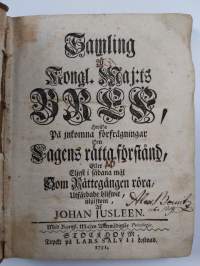 Samling
af
Kongl. Maj:ts
BREF,
Hwilka
På inkomna förfrågningar
Om
Lagens rätta förstånd,
Eller
Eljest i sådana mål
Som Rättegången röra,
Utfärdade blifwit,
utgifwen
Af
JOHAN JUSLEEN.
Med Kongl. Maj:ts Allernådigste Privilegio.
STOCKHOLM,
Tryckt på LARS SALVII kostnad,
1751.